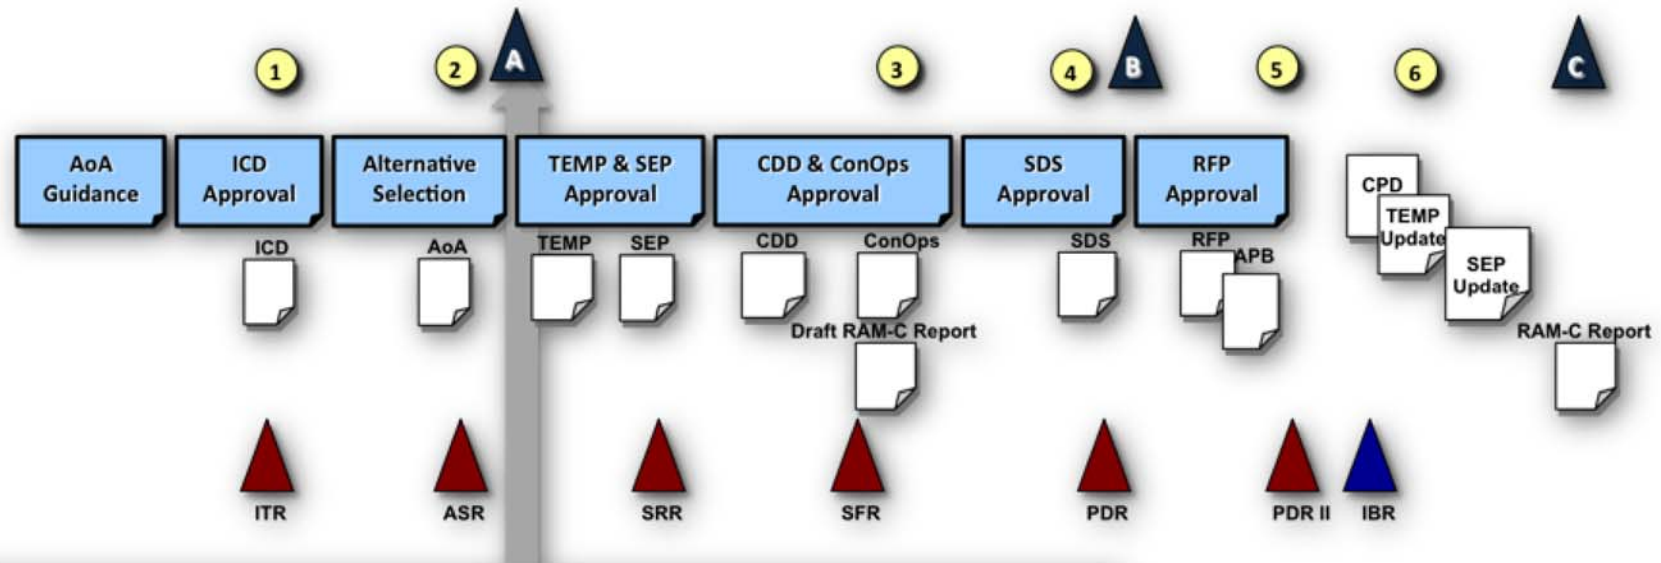 1
2
A
3
4
B
5
6
C
AoA
Guidance
ICD
Approval
Alternative
Selection
TEMP & SEP
Approval
CDD & ConOps
Approval
SDS
Approval
RFP
Approval
CPD
TEMP
Update
SEP
Update
ICD
AoA
TEMP
SEP
CDD
ConOps
SDS
RFP
APB
Draft RAM-C Report
RAM-C Report
ITR
ASR
SRR
SFR
PDR
PDR II
IBR